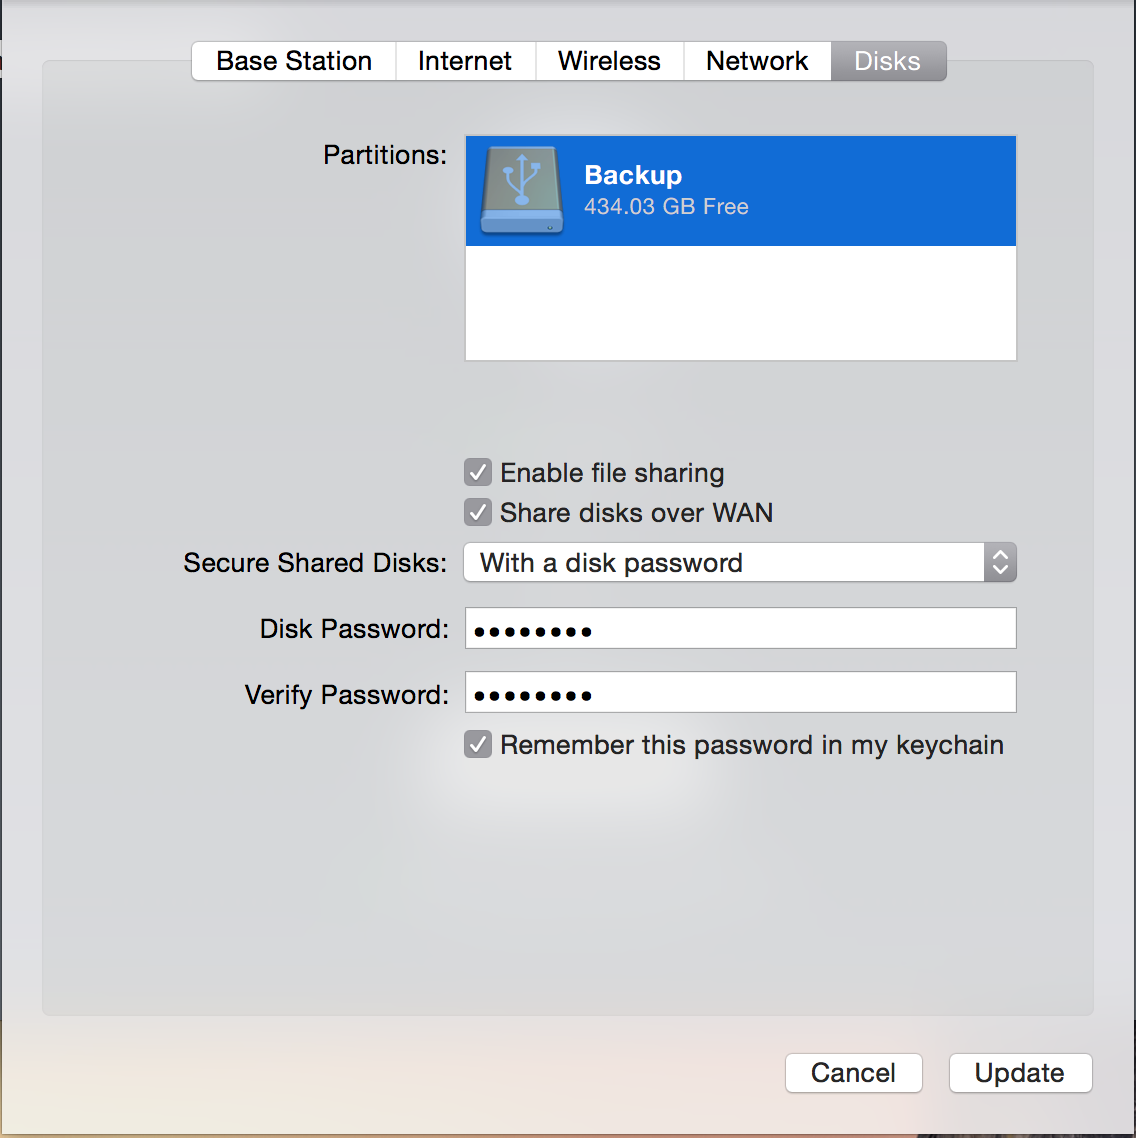 Base Station Internet Wireless Network Disks
Partitions:
Backup
434.03 GB Free
Enable file sharing
Share disks over WAN
Secure Shared Disks: With a disk password
Disk Password: ••••••••
Verify Password: ••••••••
Remember this password in my keychain
Cancel Update